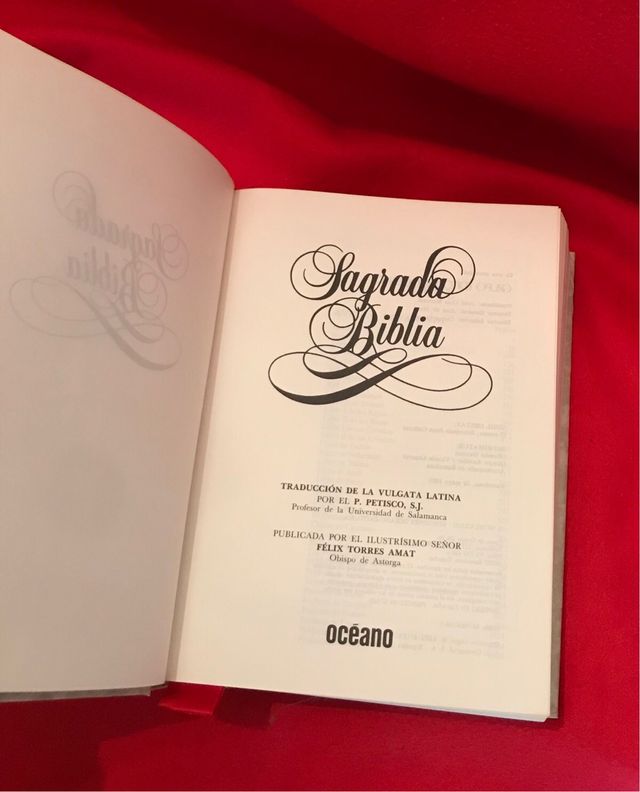 Sagrada
Biblia
TRADUCCIÓN DE LA VULGATA LATINA
POR EL P. PETISCO, S.J.
Profesor de la Universidad de Salamanca
PUBLICADA POR EL ILUSTRÍSIMO SEÑOR
FÉLIX TORRES AMAT
Obispo de Astorga
océano